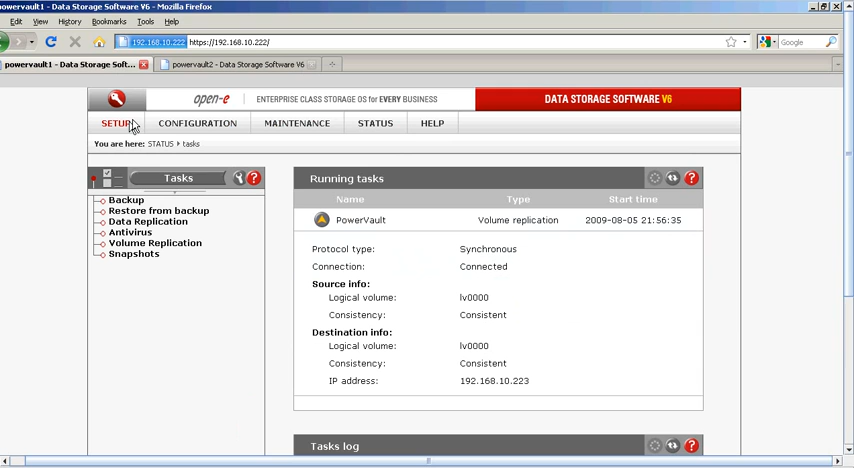 powervault1 - Data Storage Software V6 - Mozilla Firefox
Edit View History Bookmarks Tools Help
192.168.10.222 https://192.168.10.222/
Google
powervault1 - Data Storage Soft...
powervault2 - Data Storage Software V6
open-e
ENTERPRISE CLASS STORAGE OS for EVERY BUSINESS
DATA STORAGE SOFTWARE V6
SETUP CONFIGURATION MAINTENANCE STATUS HELP
You are here: STATUS tasks
Tasks
Backup
Restore from backup
Data Replication
Antivirus
Volume Replication
Snapshots
Running tasks
Name Type Start time
PowerVault Volume replication 2009-08-05 21:56:35
Protocol type: Synchronous
Connection: Connected
Source info:
Logical volume: lv0000
Consistency: Consistent
Destination info:
Logical volume: lv0000
Consistency: Consistent
IP address: 192.168.10.223
Tasks log